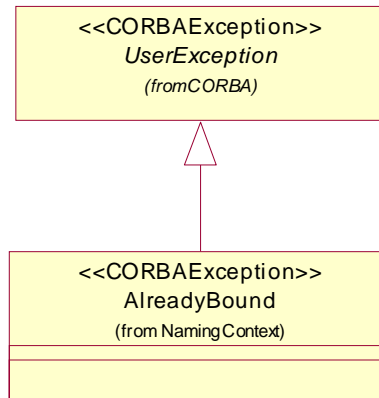 <<CORBAException>>
UserException
(fromCORBA)
<<CORBAException>>
AlreadyBound
(from NamingContext)